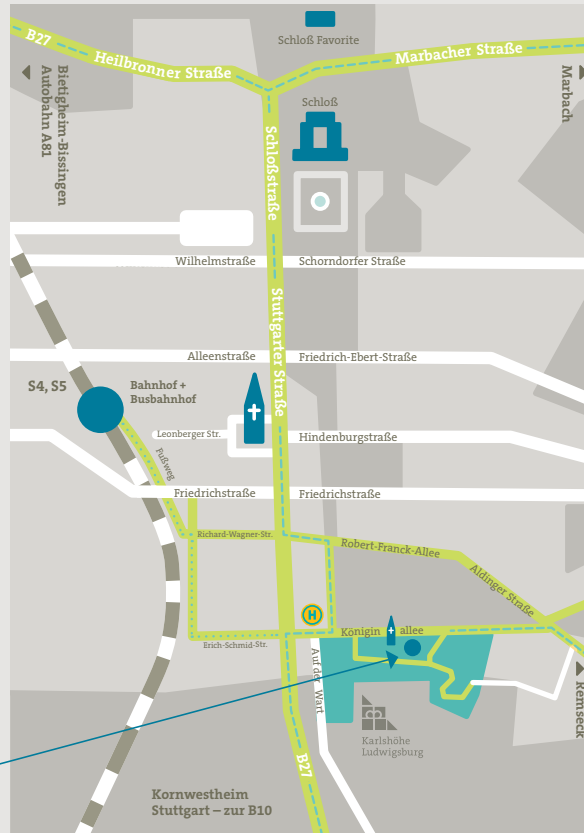 Schloß Favorite
B27
Heilbronner Straße
Marbacher Straße
Bietigheim-Bissingen
Autobahn A81
Marbach
Schloß
Schloßstraße
Wilhelmstraße
Schorndorfer Straße
Stuttgarter Straße
Alleenstraße
Friedrich-Ebert-Straße
S4, S5
Bahnhof +
Busbahnhof
Leonberger Str.
Hindenburgstraße
Fußweg
Friedrichstraße
Friedrichstraße
Richard-Wagner-Str.
Robert-Franck-Allee
Aldinger Straße
H
Königin allee
Erich-Schmid-Str.
Auf der Wart
Remseck
Karlshöhe
Ludwigsburg
B27
Kornwestheim
Stuttgart – zur B10